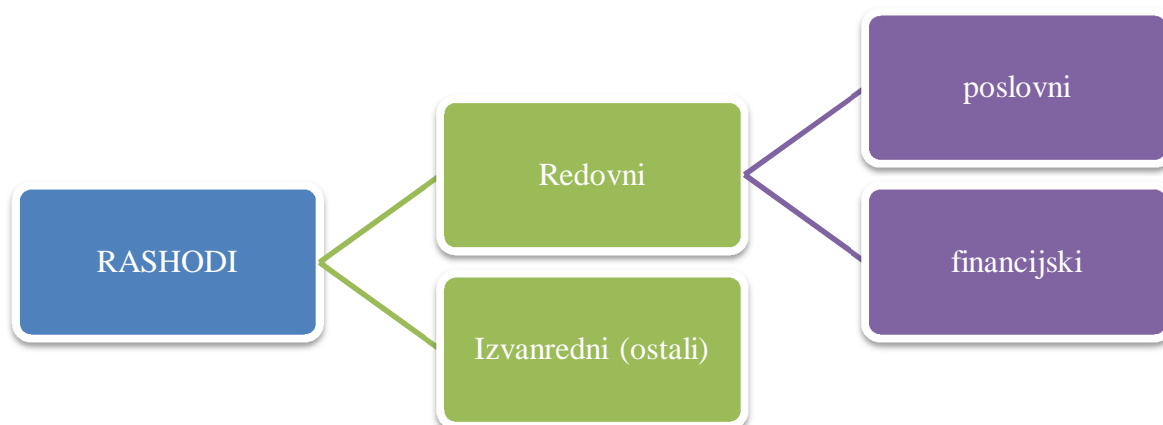 RASHODI
Redovni
poslovni
financijski
Izvanredni (ostali)